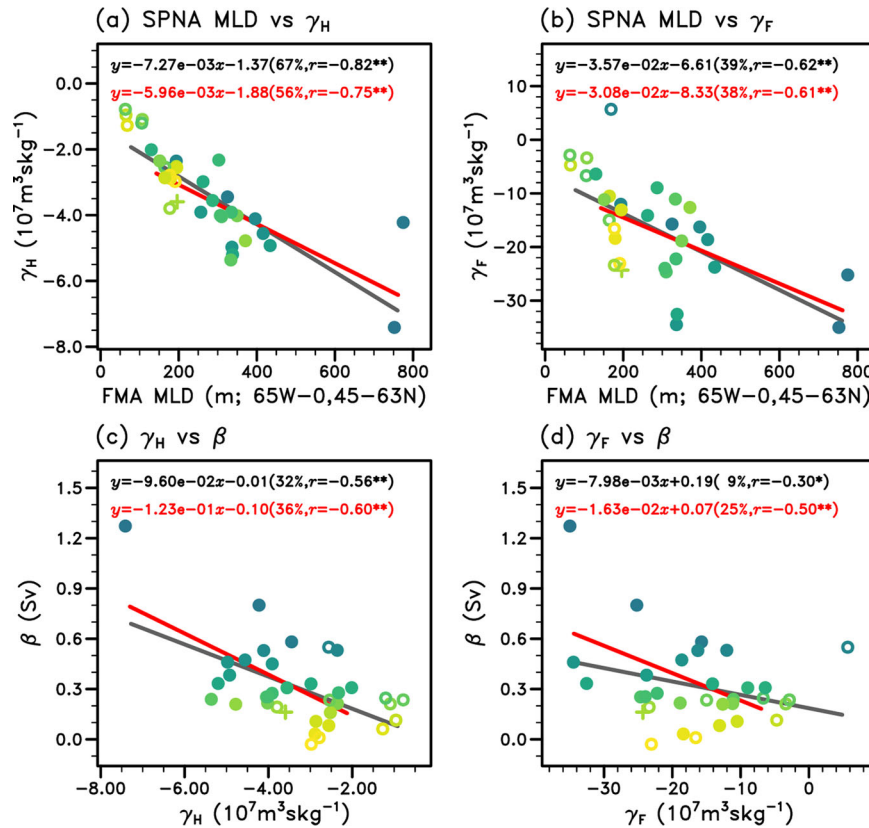 (a) SPNA MLD vs γH
y=−7.27e−03x−1.37(67%,r=−0.82**)
y=−5.96e−03x−1.88(56%,r=−0.75**)
0.0
−2.0
−4.0
−6.0
−8.0
γH (10⁷m³skg⁻¹)
0 200 400 600 800
FMA MLD (m; 65W−0,45−63N)
(b) SPNA MLD vs γF
y=−3.57e−02x−6.61(39%,r=−0.62**)
y=−3.08e−02x−8.33(38%,r=−0.61**)
10
0
−10
−20
−30
γF (10⁷m³skg⁻¹)
0 200 400 600 800
FMA MLD (m; 65W−0,45−63N)
(c) γH vs β
y=−9.60e−02x−0.01(32%,r=−0.56**)
y=−1.23e−01x−0.10(36%,r=−0.60**)
1.5
1.2
0.9
0.6
0.3
0.0
β (Sv)
−8.00 −6.00 −4.00 −2.00
γH (10⁷m³skg⁻¹)
(d) γF vs β
y=−7.98e−03x+0.19( 9%,r=−0.30*)
y=−1.63e−02x+0.07(25%,r=−0.50**)
1.5
1.2
0.9
0.6
0.3
0.0
β (Sv)
−30 −20 −10 0
γF (10⁷m³skg⁻¹)